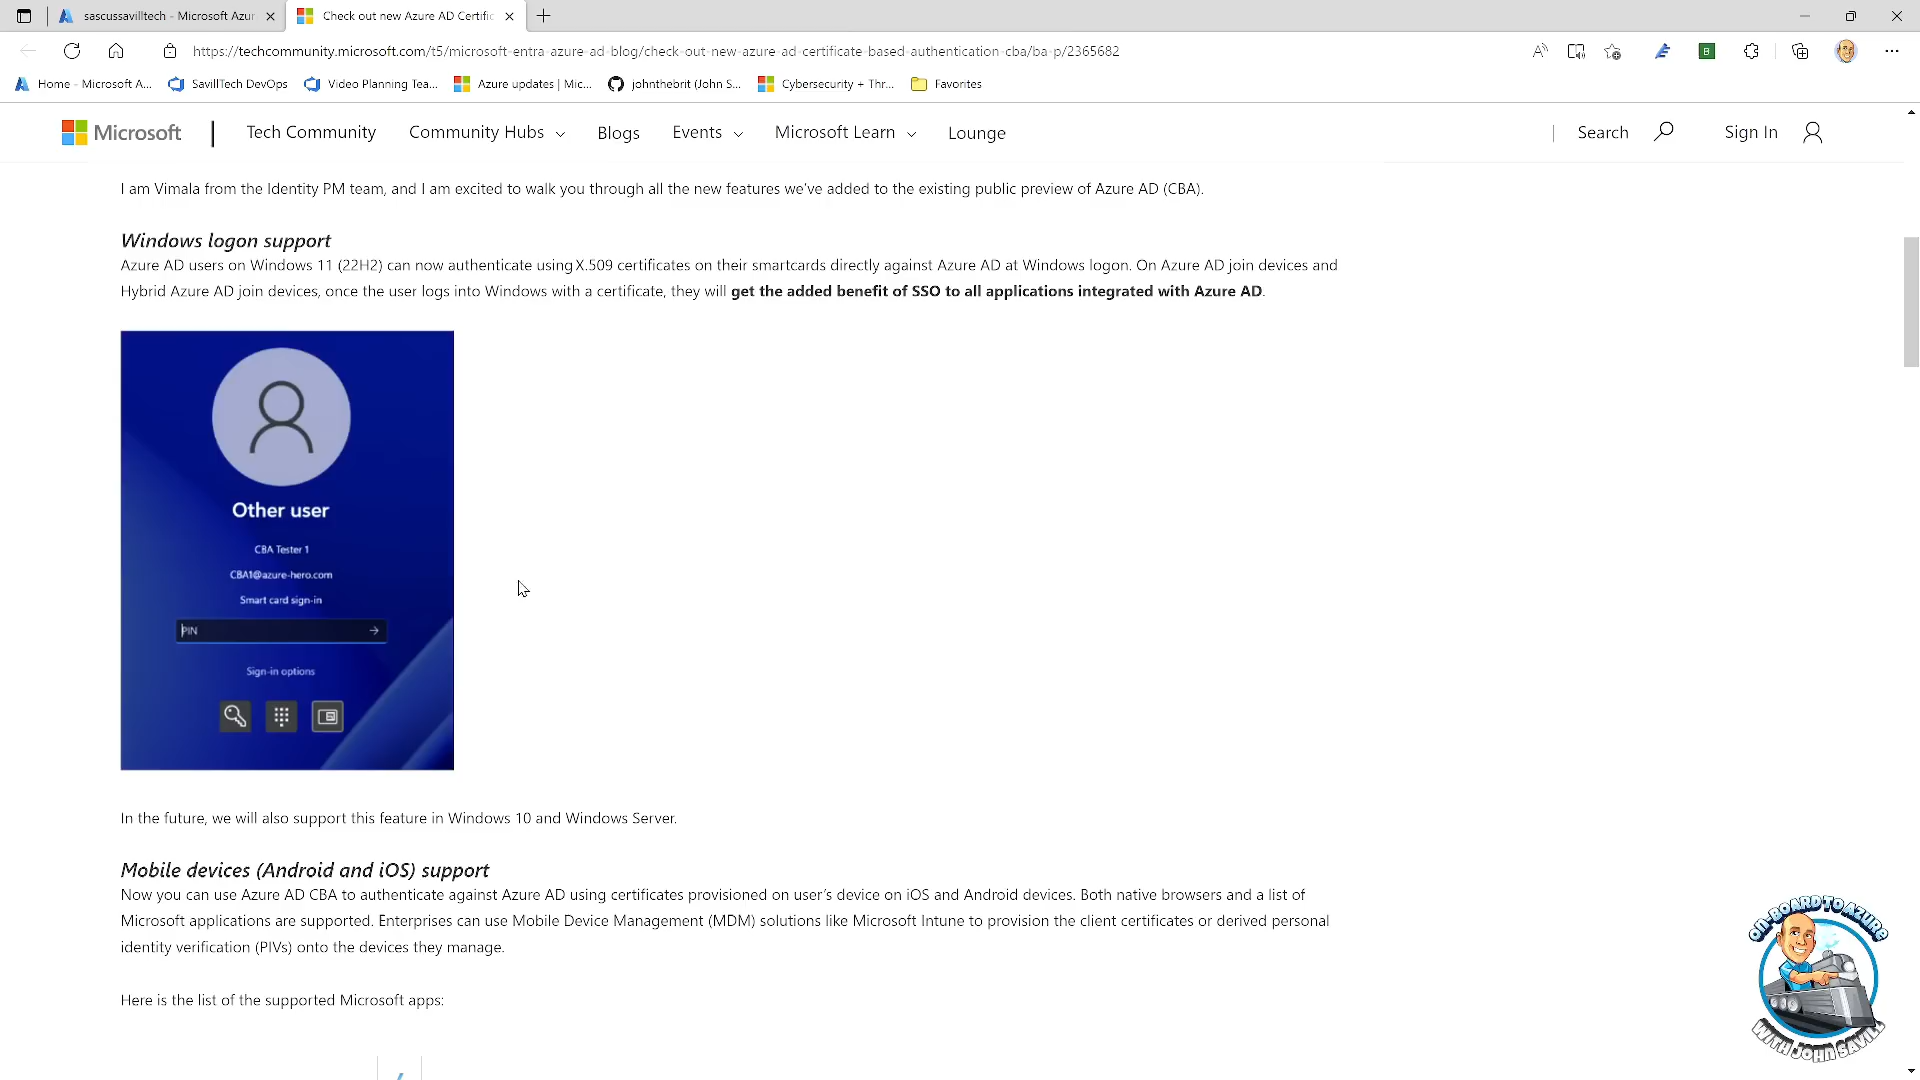 sascussavilltech - Microsoft Azur
Check out new Azure AD Certific
https://techcommunity.microsoft.com/t5/microsoft-entra-azure-ad-blog/check-out-new-azure-ad-certificate-based-authentication-cba/ba-p/2365682
Home - Microsoft A...
SavillTech DevOps
Video Planning Tea...
Azure updates | Mic...
johnthebrit (John S...
Cybersecurity + Thr...
Favorites
Microsoft
Tech Community
Community Hubs
Blogs
Events
Microsoft Learn
Lounge
Search
Sign In
I am Vimala from the Identity PM team, and I am excited to walk you through all the new features we've added to the existing public preview of Azure AD (CBA).
Windows logon support
Azure AD users on Windows 11 (22H2) can now authenticate using X.509 certificates on their smartcards directly against Azure AD at Windows logon. On Azure AD join devices and
Hybrid Azure AD join devices, once the user logs into Windows with a certificate, they will get the added benefit of SSO to all applications integrated with Azure AD.
Other user
CBA Tester 1
CBA1@azure-hero.com
Smart card sign-in
PIN
Sign-in options
In the future, we will also support this feature in Windows 10 and Windows Server.
Mobile devices (Android and iOS) support
Now you can use Azure AD CBA to authenticate against Azure AD using certificates provisioned on user's device on iOS and Android devices. Both native browsers and a list of
Microsoft applications are supported. Enterprises can use Mobile Device Management (MDM) solutions like Microsoft Intune to provision the client certificates or derived personal
identity verification (PIVs) onto the devices they manage.
Here is the list of the supported Microsoft apps:
ON-BOARD TO AZURE
WITH JOHN SAVILL